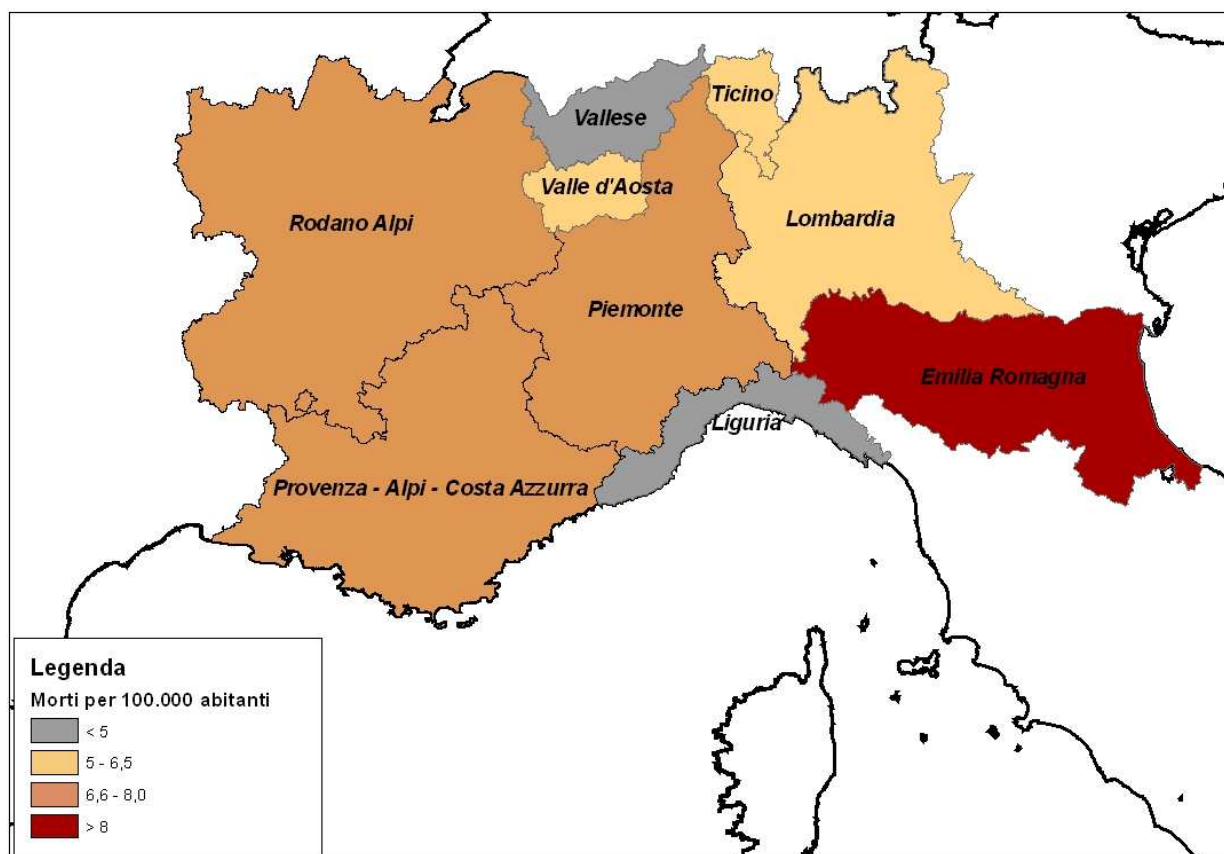 Ticino
Vallese
Valle d'Aosta
Rodano Alpi
Lombardia
Piemonte
Emilia Romagna
Liguria
Provenza - Alpi - Costa Azzurra
Legenda
Morti per 100.000 abitanti
< 5
5 - 6,5
6,6 - 8,0
> 8